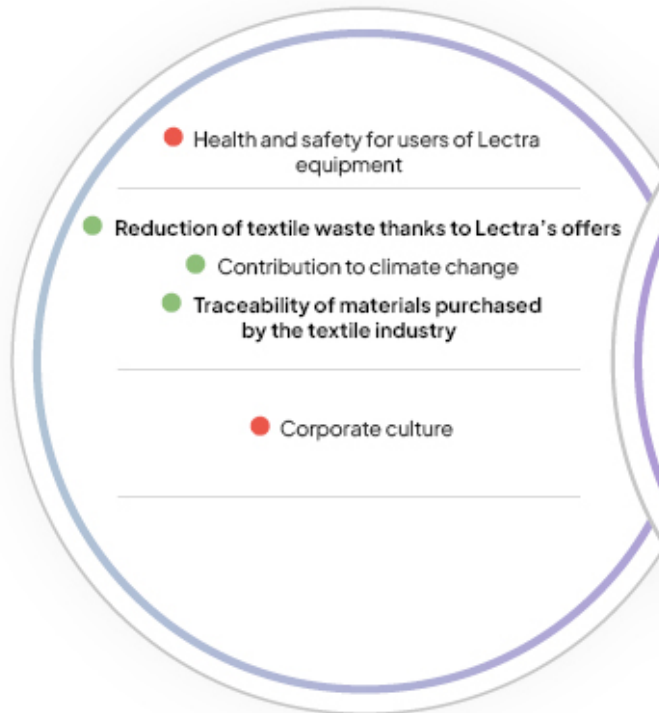 Health and safety for users of Lectra
equipment
Reduction of textile waste thanks to Lectra's offers
Contribution to climate change
Traceability of materials purchased
by the textile industry
Corporate culture